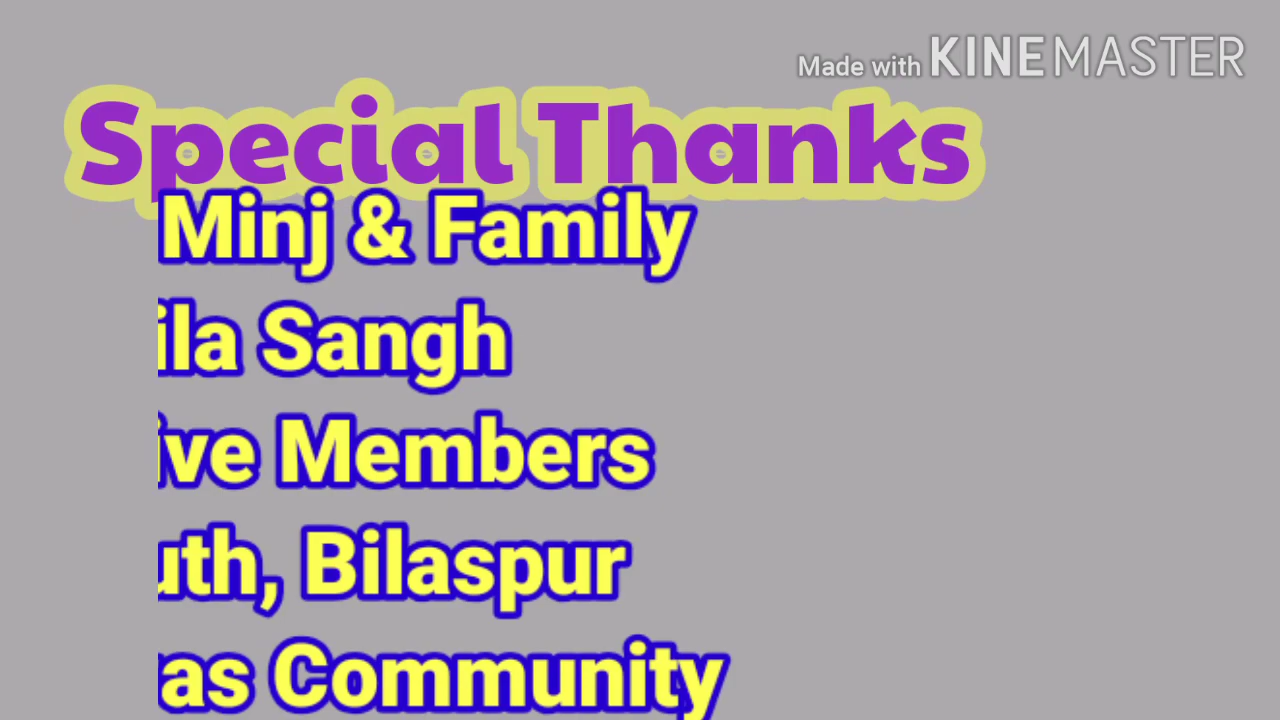 Made with KINEMASTER
Special Thanks
Minj & Family
ila Sangh
ive Members
uth, Bilaspur
as Community